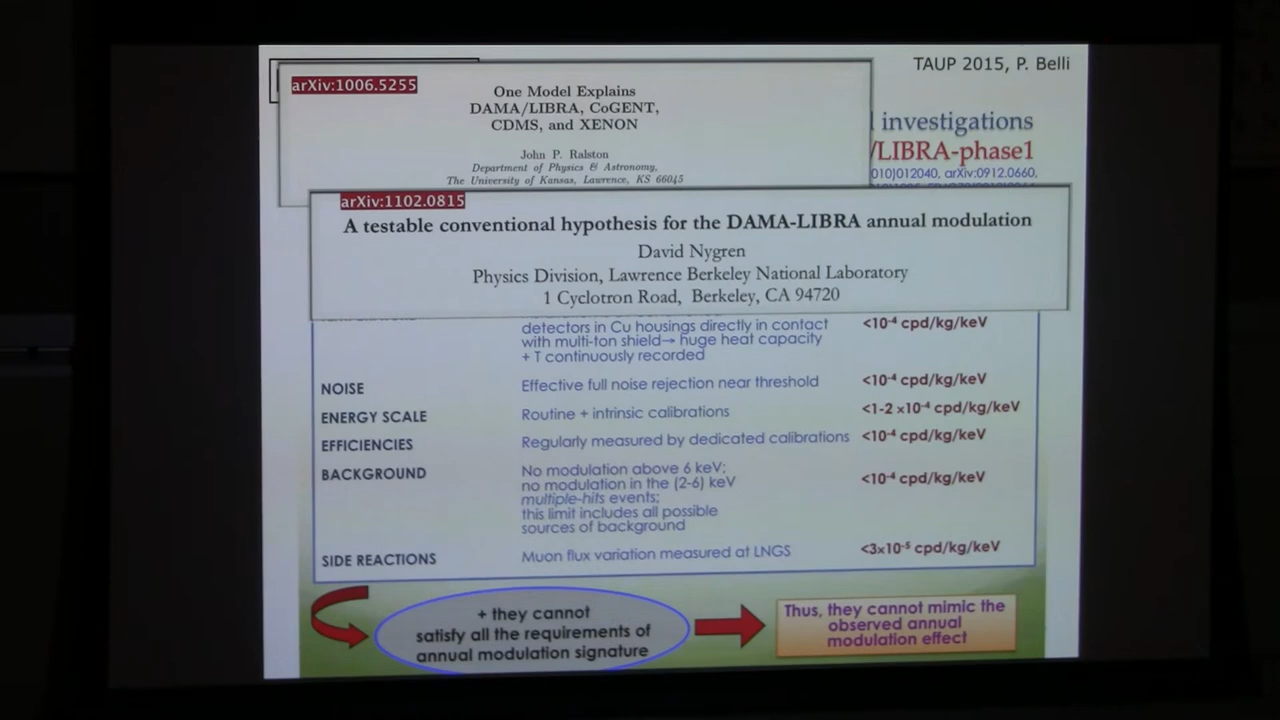 TAUP 2015, P. Belli
arXiv:1006.5255
One Model Explains
DAMA/LIBRA, CoGENT,
CDMS, and XENON
John P. Ralston
Department of Physics & Astronomy,
The University of Kansas, Lawrence, KS 66045
investigations
/LIBRA-phase1
010)012040, arXiv:0912.0660,
arXiv:1102.0815
A testable conventional hypothesis for the DAMA-LIBRA annual modulation
David Nygren
Physics Division, Lawrence Berkeley National Laboratory
1 Cyclotron Road, Berkeley, CA 94720
detectors in Cu housings directly in contact <10⁻⁴ cpd/kg/keV
with multi-ton shield→ huge heat capacity
+ T continuously recorded
NOISE Effective full noise rejection near threshold <10⁻⁴ cpd/kg/keV
ENERGY SCALE Routine + intrinsic calibrations <1-2 ×10⁻⁴ cpd/kg/keV
EFFICIENCIES Regularly measured by dedicated calibrations <10⁻⁴ cpd/kg/keV
BACKGROUND No modulation above 6 keV; <10⁻⁴ cpd/kg/keV
no modulation in the (2-6) keV
multiple-hits events;
this limit includes all possible
sources of background
SIDE REACTIONS Muon flux variation measured at LNGS <3×10⁻⁵ cpd/kg/keV
+ they cannot
satisfy all the requirements of
annual modulation signature
Thus, they cannot mimic the
observed annual
modulation effect